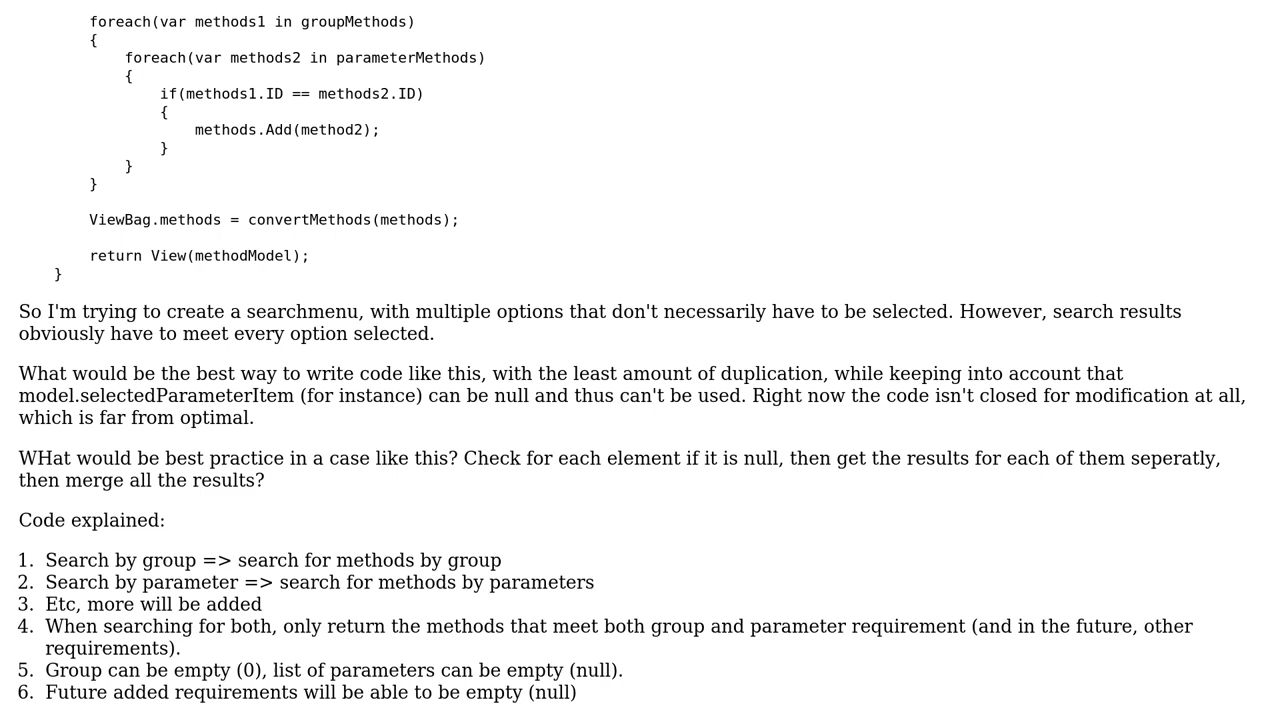 foreach(var methods1 in groupMethods)
{
foreach(var methods2 in parameterMethods)
{
if(methods1.ID == methods2.ID)
{
methods.Add(method2);
}
}
}
ViewBag.methods = convertMethods(methods);
return View(methodModel);
}
So I'm trying to create a searchmenu, with multiple options that don't necessarily have to be selected. However, search results
obviously have to meet every option selected.
What would be the best way to write code like this, with the least amount of duplication, while keeping into account that
model.selectedParameterItem (for instance) can be null and thus can't be used. Right now the code isn't closed for modification at all,
which is far from optimal.
WHat would be best practice in a case like this? Check for each element if it is null, then get the results for each of them seperatly,
then merge all the results?
Code explained:
1. Search by group => search for methods by group
2. Search by parameter => search for methods by parameters
3. Etc, more will be added
4. When searching for both, only return the methods that meet both group and parameter requirement (and in the future, other
requirements).
5. Group can be empty (0), list of parameters can be empty (null).
6. Future added requirements will be able to be empty (null)